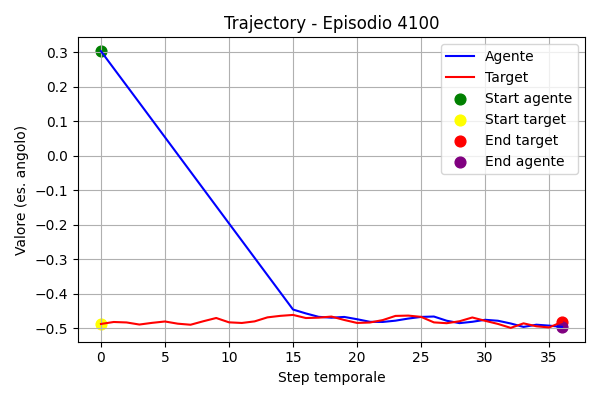 Trajectory - Episodio 4100
Valore (es. angolo)
0.3
0.2
0.1
0.0
−0.1
−0.2
−0.3
−0.4
−0.5
Agente
Target
Start agente
Start target
End target
End agente
0 5 10 15 20 25 30 35
Step temporale